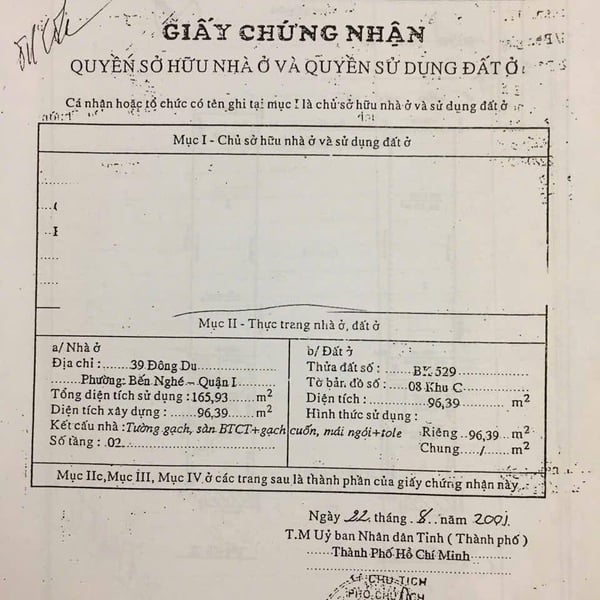 GIẤY CHỨNG NHẬN
QUYỀN SỞ HỮU NHÀ Ở VÀ QUYỀN SỬ DỤNG ĐẤT Ở
Cá nhân hoặc tổ chức có tên ghi tại mục I là chủ sở hữu nhà ở và sử dụng đất ở
Mục I - Chủ sở hữu nhà ở và sử dụng đất ở
Mục II - Thực trạng nhà ở, đất ở
a/ Nhà ở
Địa chỉ : ......39 Đông Du
.....Phường: Bến Nghé - Quận I
Tổng diện tích sử dụng : 165,93 m²
Diện tích xây dựng : 96,39 m²
Kết cấu nhà : Tường gạch, sàn BTCT+gạch cuốn, mái ngói+tole
Số tầng : .02
b/ Đất ở
Thửa đất số : BK 529
Tờ bản đồ số : 08 Khu C
Diện tích : 96,39 m²
Hình thức sử dụng :
Riêng ..96,39 m²
Chung ...../..... m²
Mục IIc, Mục III, Mục IV ở các trang sau là thành phần của giấy chứng nhận này
Ngày 22 tháng 8 năm 2001
T.M Uỷ ban Nhân dân Tỉnh ( Thành phố )
Thành Phố Hồ Chí Minh
CHỦ TỊCH
PHÓ CHỦ TỊCH